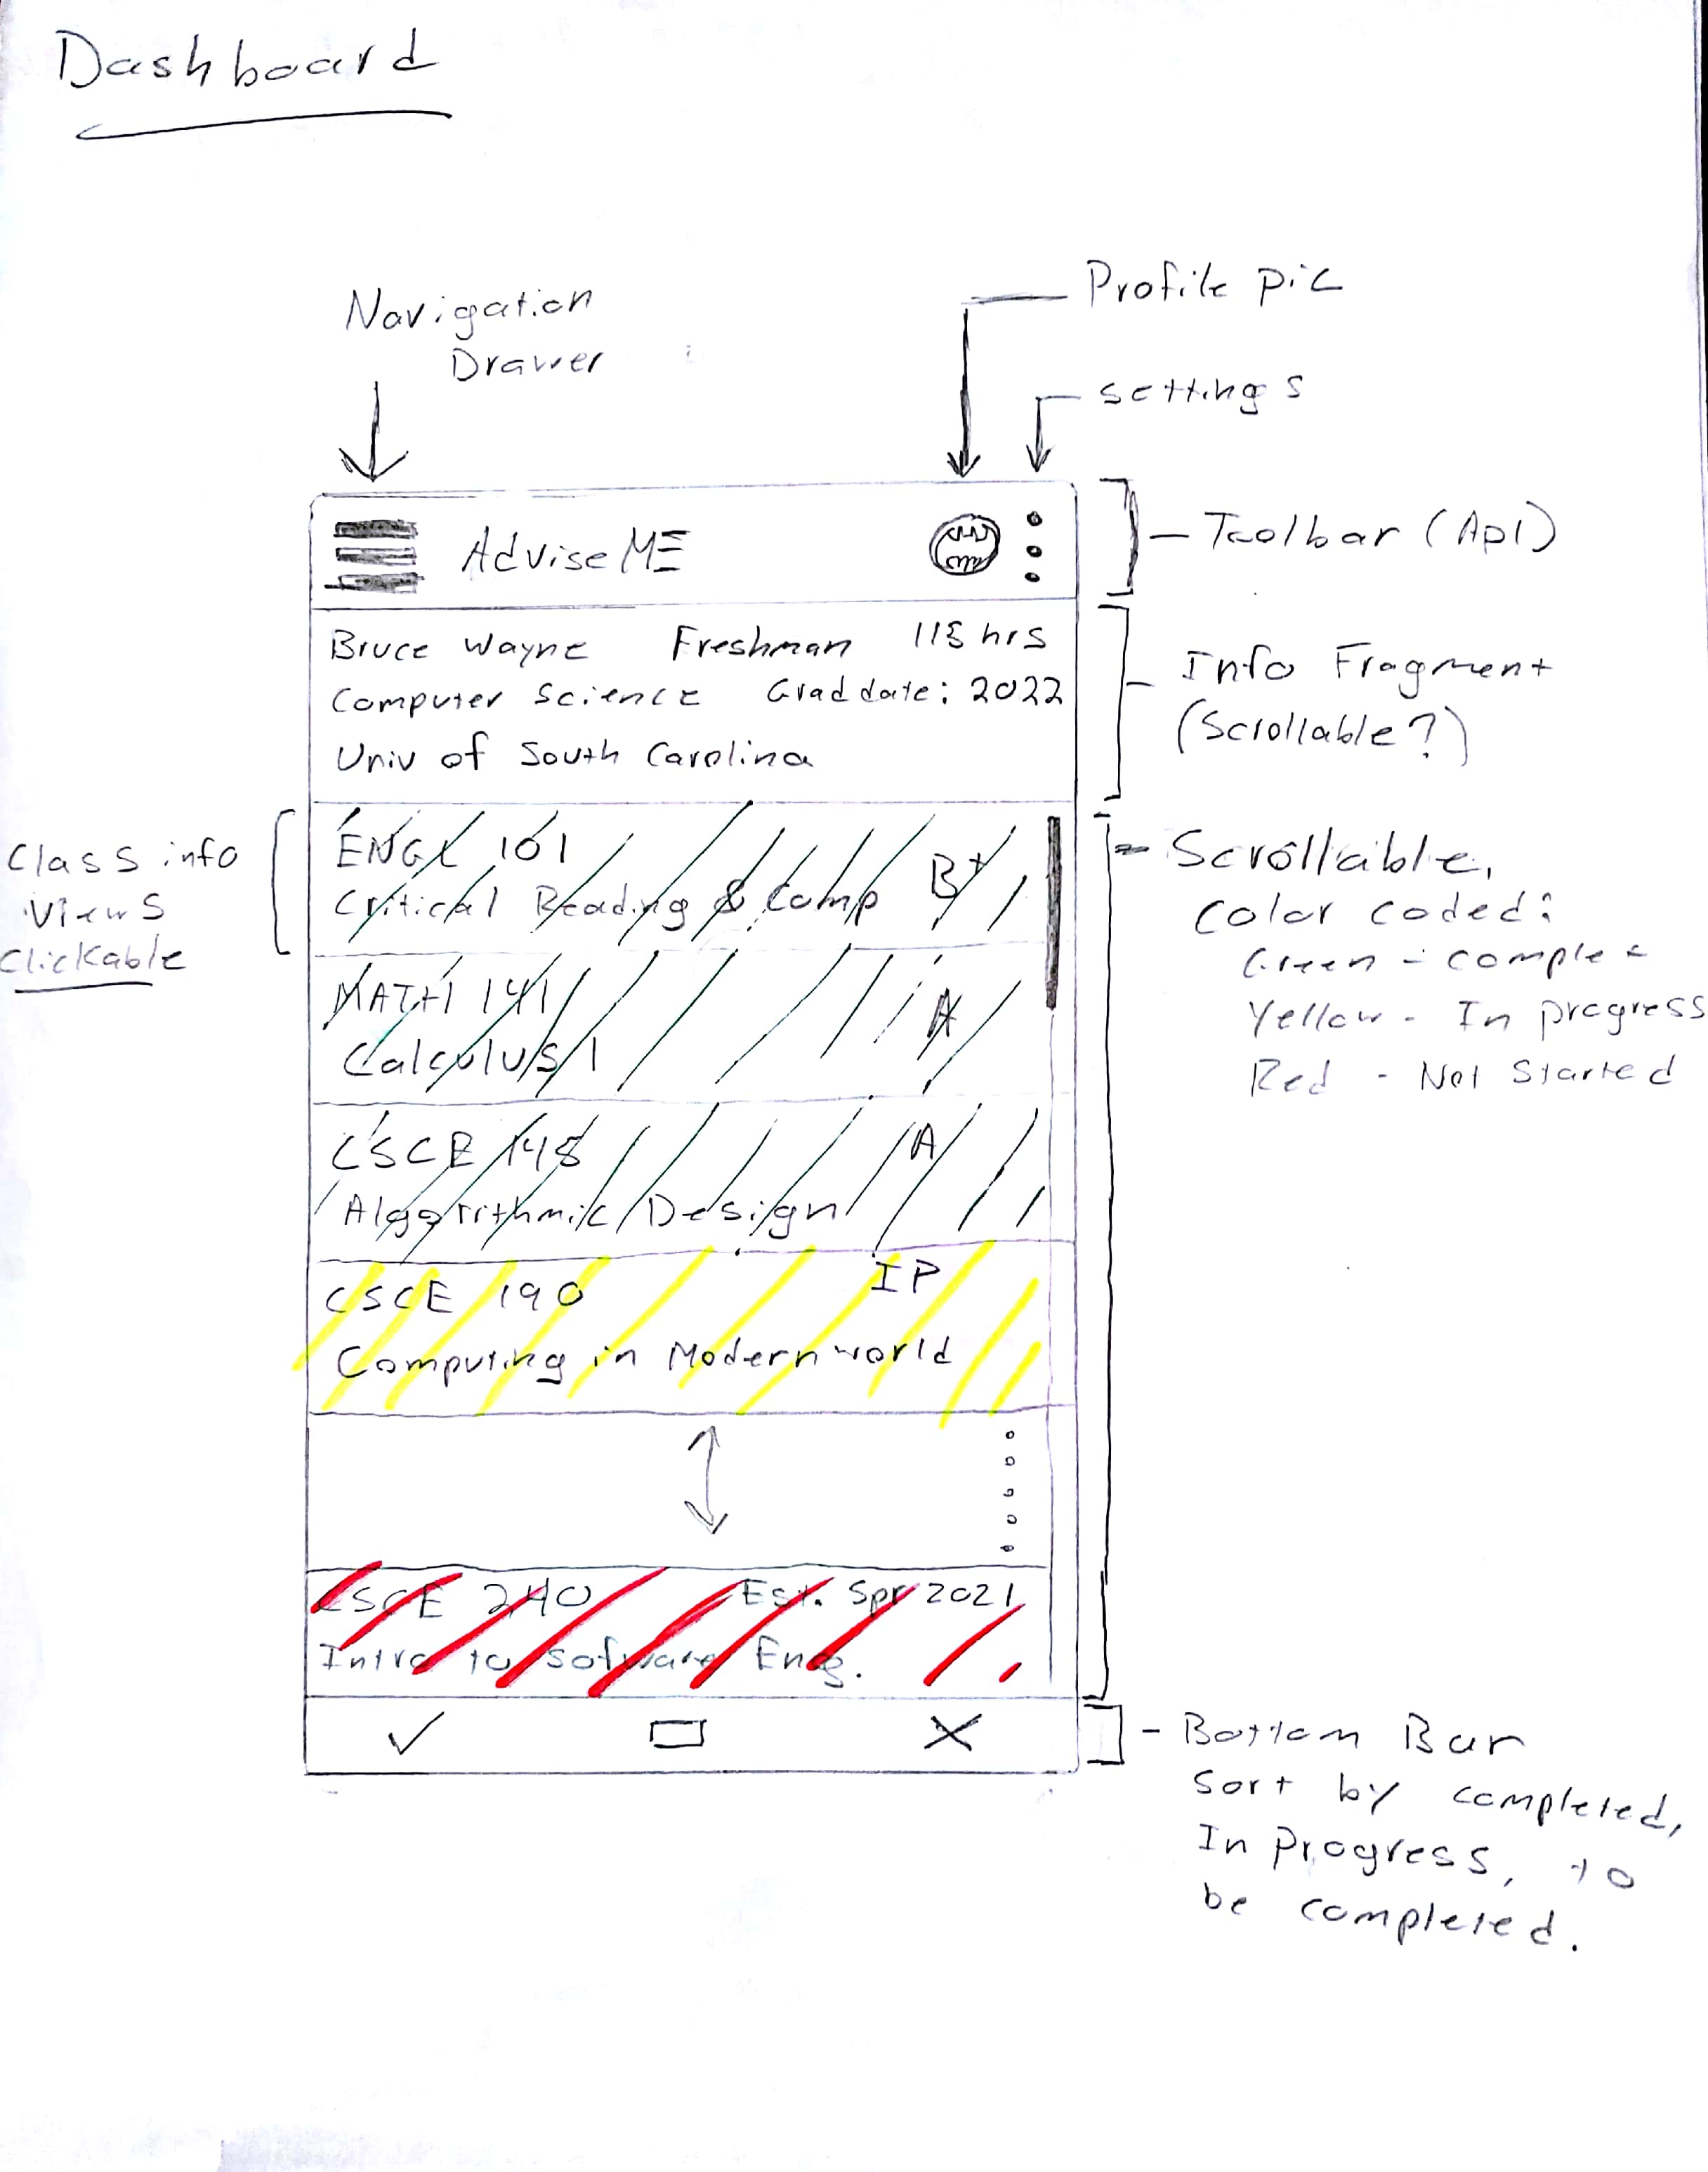 Dashboard
Navigation
Drawer
Profile pic
settings
AdviseME
Toolbar (Apl)
Bruce Wayne Freshman 115 hrs
Computer Science Grad date: 2022
Univ of South Carolina
Info Fragment
(Scrollable?)
Class info
views
clickable
ENGL 101
Critical Reading & Comp B+
MATH 141
Calculus 1 A
CSCE 145 A
Algorithmic Design
CSCE 190 IP
Computing in Modern world
CSCE 240 Est. Spr 2021
Intro to Sofware Eng.
Scrollable,
Color coded:
Green - complet
Yellow - In progress
Red - Not Started
- Bottom Bar
Sort by completed,
In Progress, to
be completed.